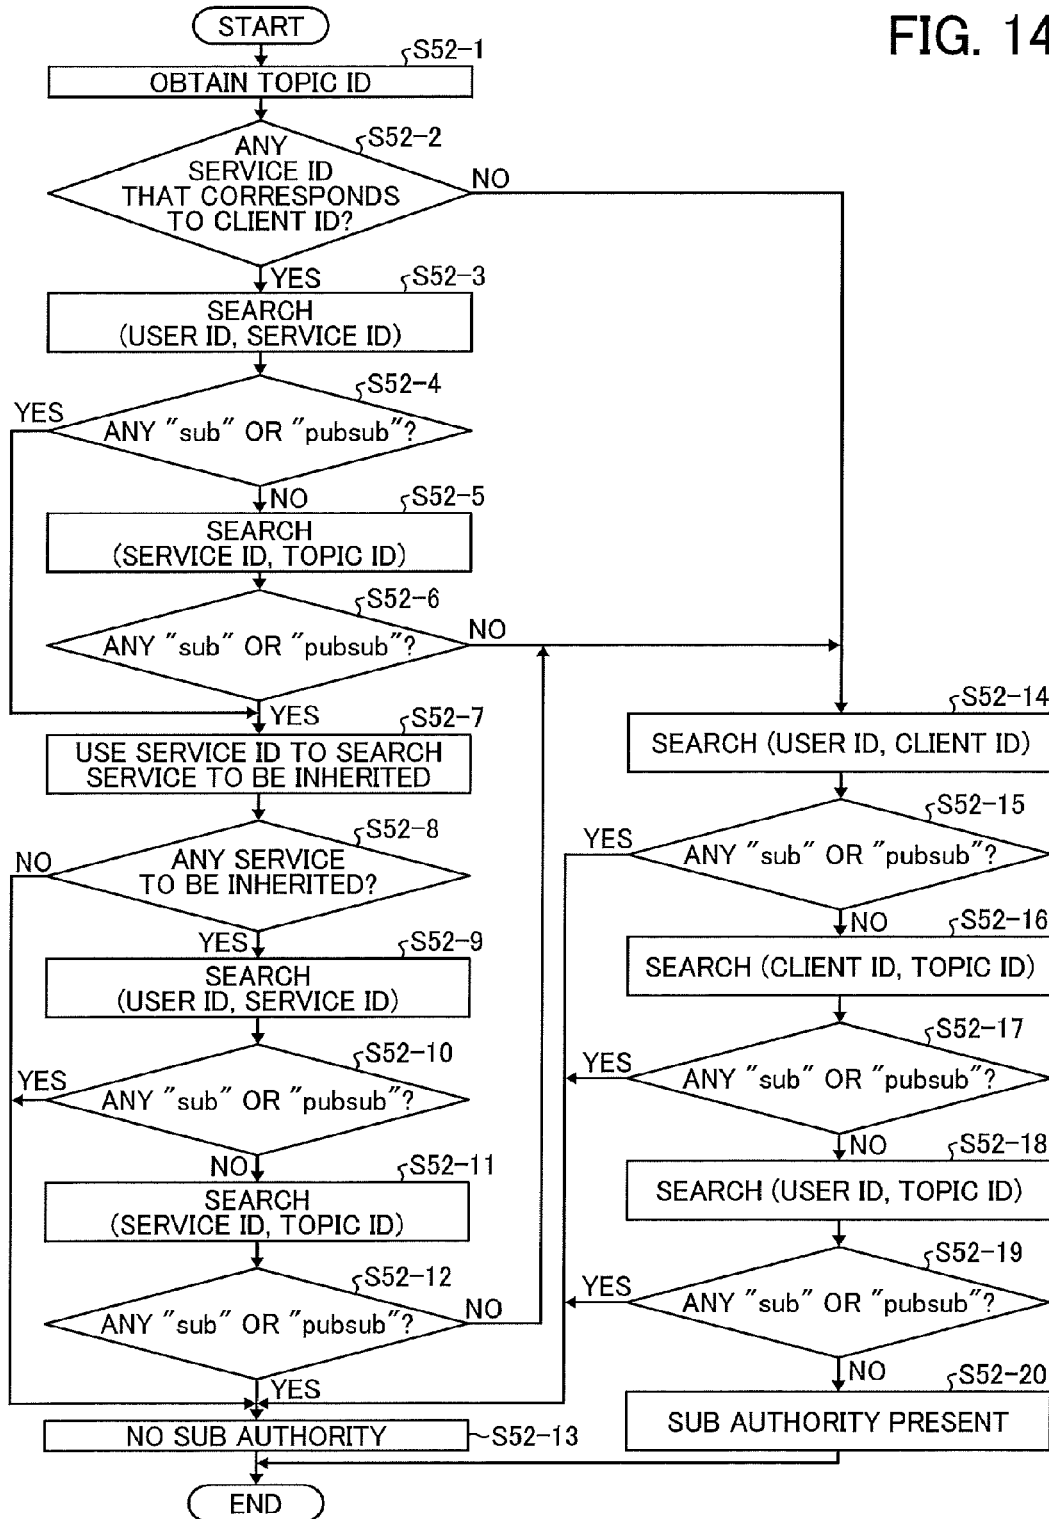 FIG. 14
START
S52-1
OBTAIN TOPIC ID
S52-2
ANY
SERVICE ID
THAT CORRESPONDS
TO CLIENT ID?
NO
YES
S52-3
SEARCH
(USER ID, SERVICE ID)
S52-4
YES
ANY "sub" OR "pubsub"?
NO
S52-5
SEARCH
(SERVICE ID, TOPIC ID)
S52-6
ANY "sub" OR "pubsub"?
NO
YES
S52-7
USE SERVICE ID TO SEARCH
SERVICE TO BE INHERITED
S52-8
NO
ANY SERVICE
TO BE INHERITED?
YES
S52-9
SEARCH
(USER ID, SERVICE ID)
S52-10
YES
ANY "sub" OR "pubsub"?
NO
S52-11
SEARCH
(SERVICE ID, TOPIC ID)
S52-12
ANY "sub" OR "pubsub"?
NO
YES
NO SUB AUTHORITY
S52-13
END
S52-14
SEARCH (USER ID, CLIENT ID)
S52-15
YES
ANY "sub" OR "pubsub"?
NO
S52-16
SEARCH (CLIENT ID, TOPIC ID)
S52-17
YES
ANY "sub" OR "pubsub"?
NO
S52-18
SEARCH (USER ID, TOPIC ID)
S52-19
YES
ANY "sub" OR "pubsub"?
NO
S52-20
SUB AUTHORITY PRESENT